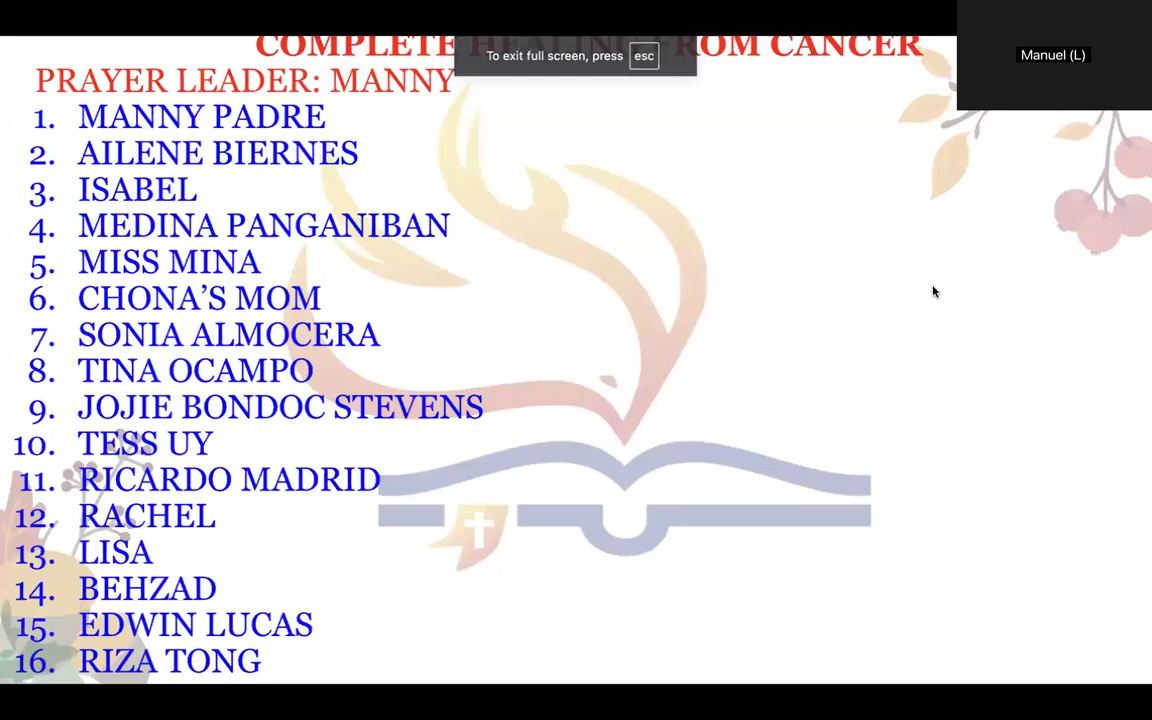 COMPLETE HEALING FROM CANCER
To exit full screen, press esc
Manuel (L)
PRAYER LEADER: MANNY
1. MANNY PADRE
2. AILENE BIERNES
3. ISABEL
4. MEDINA PANGANIBAN
5. MISS MINA
6. CHONA’S MOM
7. SONIA ALMOCERA
8. TINA OCAMPO
9. JOJIE BONDOC STEVENS
10. TESS UY
11. RICARDO MADRID
12. RACHEL
13. LISA
14. BEHZAD
15. EDWIN LUCAS
16. RIZA TONG